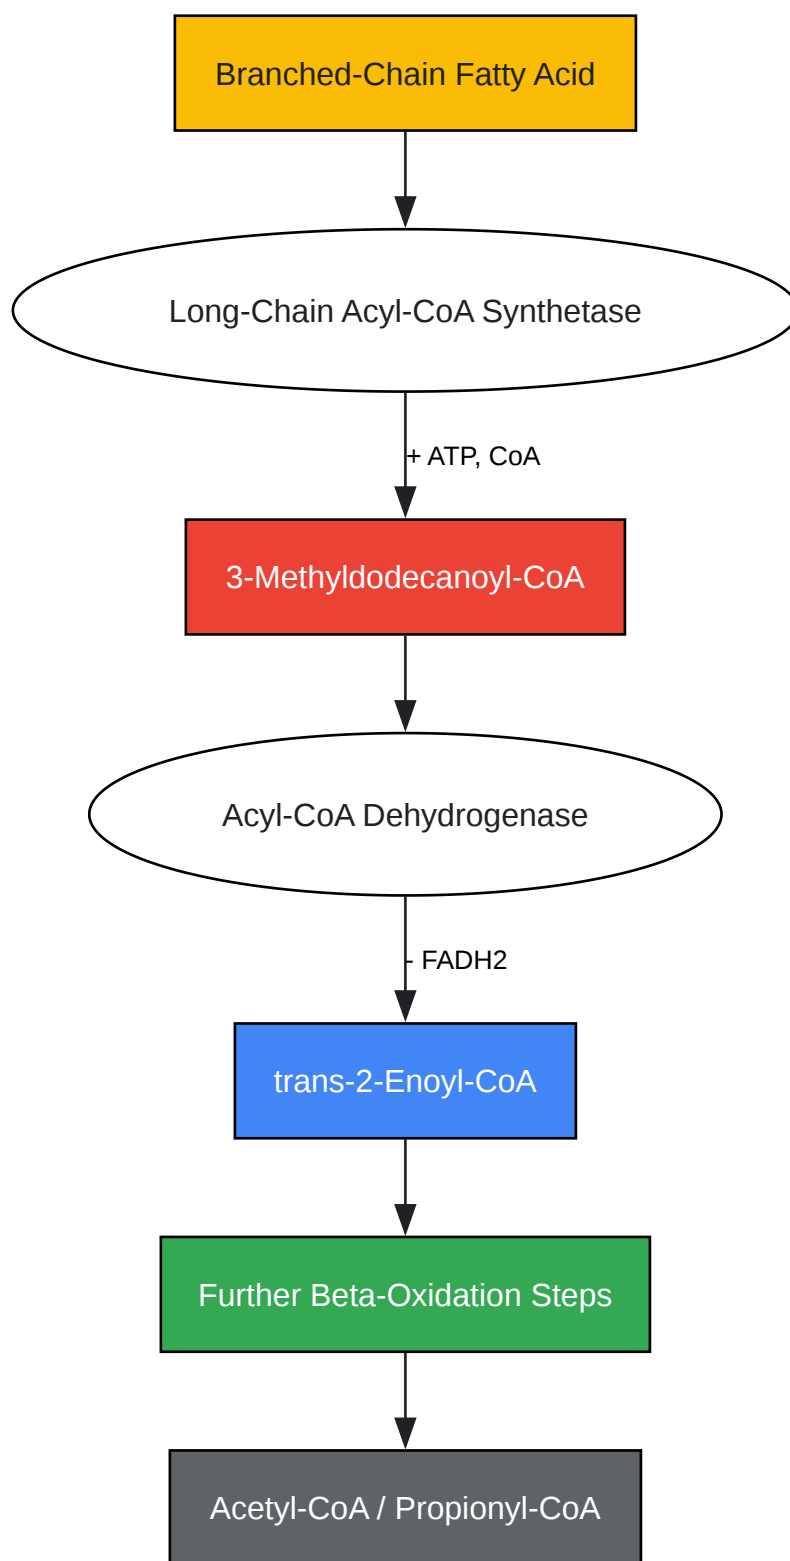 Branched-Chain Fatty Acid
Long-Chain Acyl-CoA Synthetase
+ ATP, CoA
3-Methyldodecanoyl-CoA
Acyl-CoA Dehydrogenase
- FADH2
trans-2-Enoyl-CoA
Further Beta-Oxidation Steps
Acetyl-CoA / Propionyl-CoA